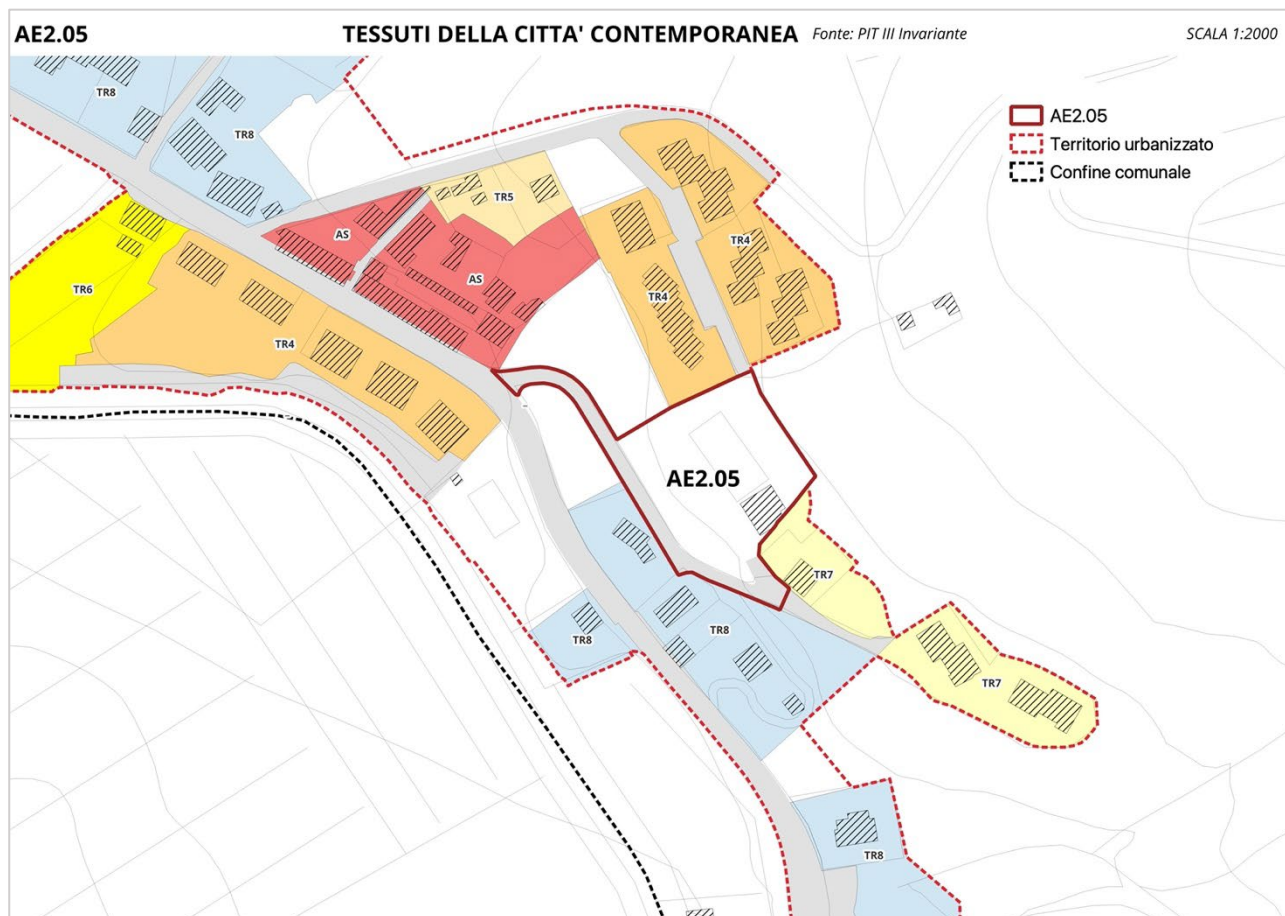 AE2.05
TESSUTI DELLA CITTA' CONTEMPORANEA
Fonte: PIT III Invariante
SCALA 1:2000
AE2.05
Territorio urbanizzato
Confine comunale
TR8
TR8
TR5
AS
AS
TR4
TR4
TR6
TR4
AE2.05
TR7
TR8
TR8
TR7
TR8